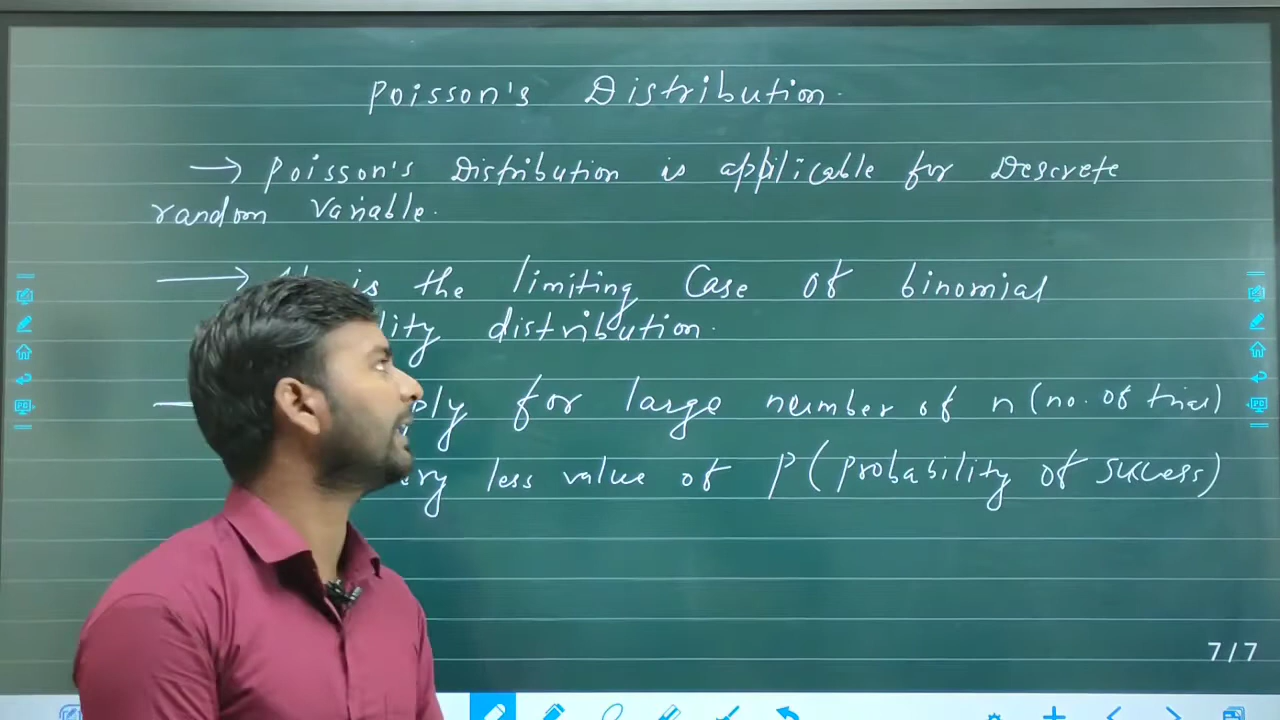 Poisson's Distribution.
→ Poisson's Distribution is applicable for Descrete
random Variable.
→ is the limiting Case of binomial
lity distribution.
ply for large number of n (no. of trial)
ery less value of P (probability of success)
7/7